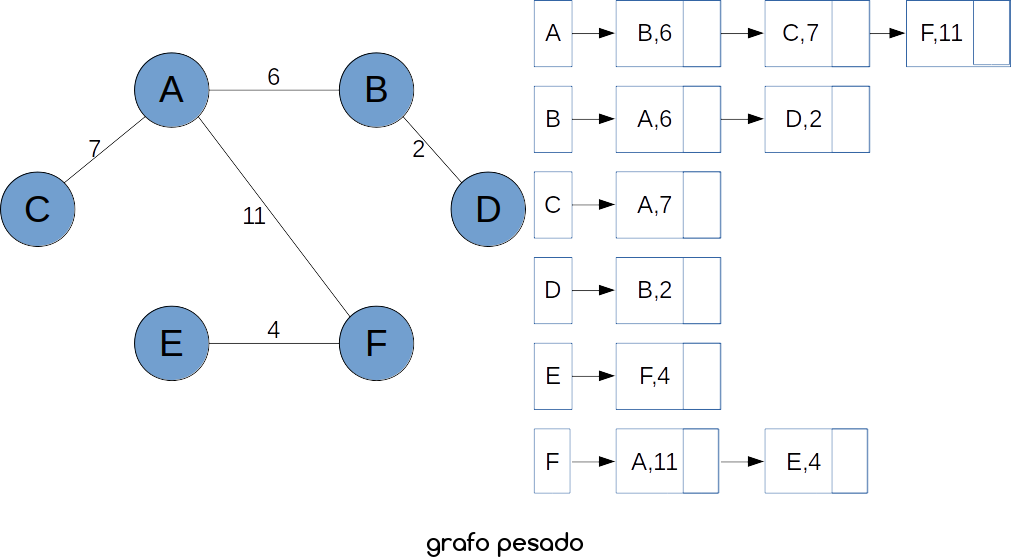 A 6 B
7 2
C 11 D
E 4 F
A B,6 C,7 F,11
B A,6 D,2
C A,7
D B,2
E F,4
F A,11 E,4
grafo pesado